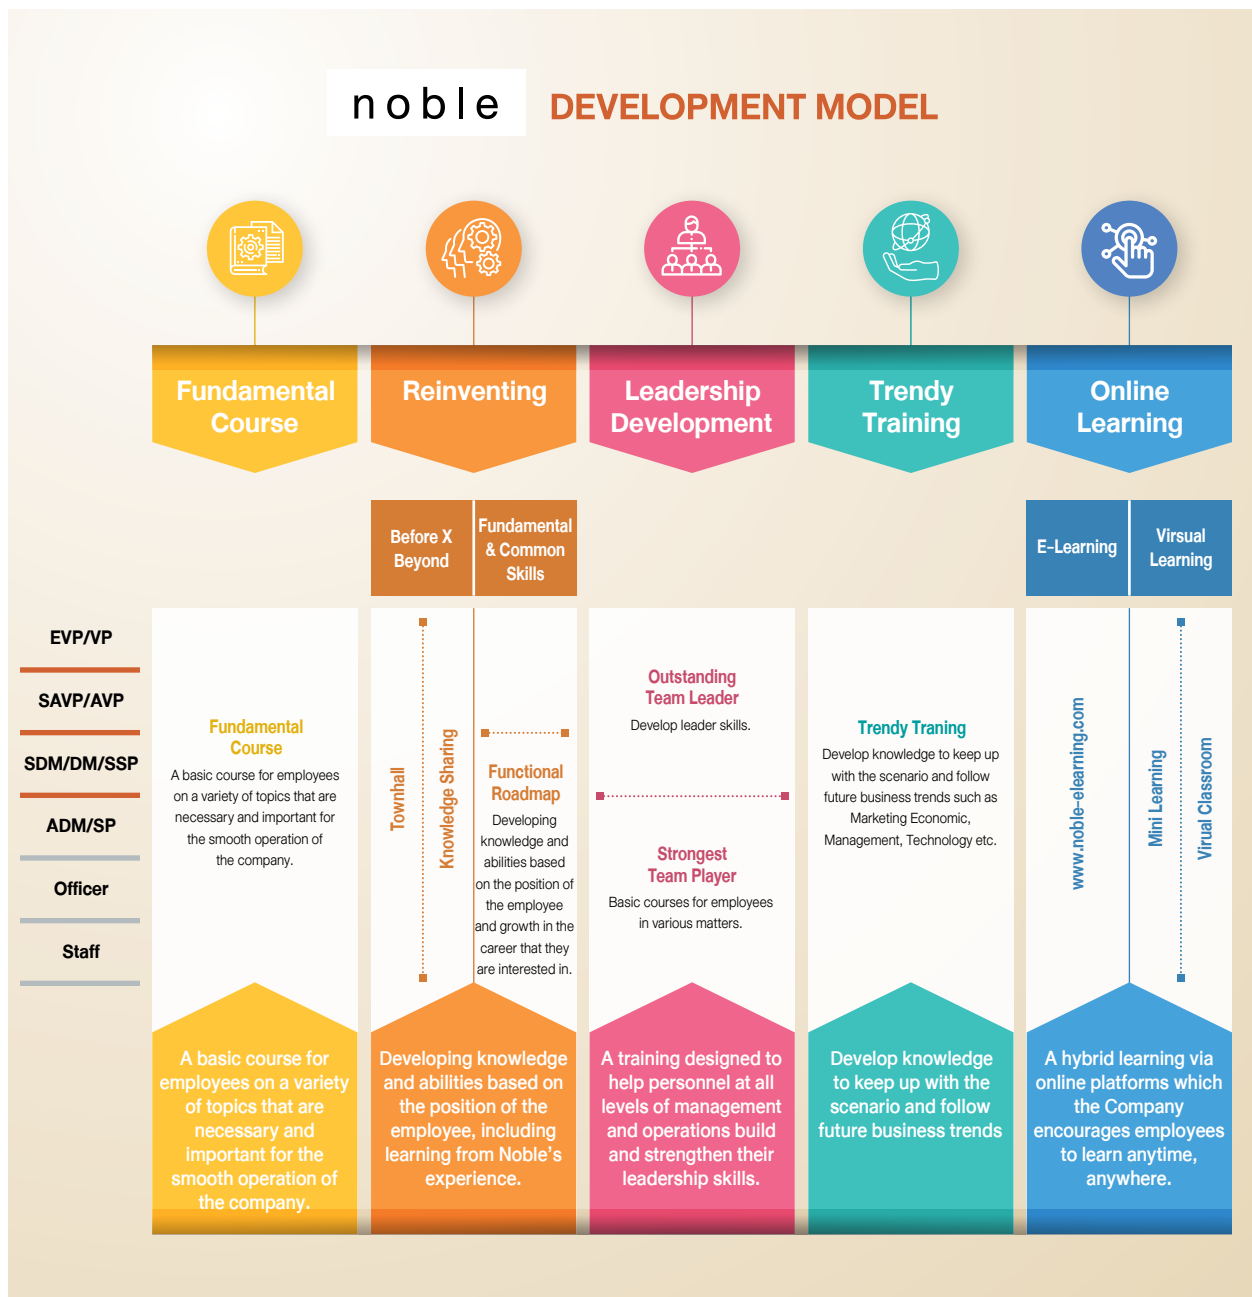 noble DEVELOPMENT MODEL
Fundamental
Course
Reinventing
Leadership
Development
Trendy
Training
Online
Learning
Before X
Beyond
Fundamental
& Common
Skills
E-Learning
Virsual
Learning
EVP/VP
SAVP/AVP
SDM/DM/SSP
ADM/SP
Officer
Staff
Fundamental
Course
A basic course for employees
on a variety of topics that are
necessary and important for
the smooth operation of
the company.
Townhall
Knowledge Sharing
Functional
Roadmap
Developing
knowledge and
abilities based
on the position of
the employee
and growth in the
career that they
are interested in.
Outstanding
Team Leader
Develop leader skills.
Strongest
Team Player
Basic courses for employees
in various matters.
Trendy Traning
Develop knowledge to keep up
with the scenario and follow
future business trends such as
Marketing Economic,
Management, Technology etc.
www.noble-elearning.com
Mini Learning
Virual Classroom
A basic course for
employees on a variety
of topics that are
necessary and
important for the
smooth operation of
the company.
Developing knowledge
and abilities based on
the position of the
employee, including
learning from Noble's
experience.
A training designed to
help personnel at all
levels of management
and operations build
and strengthen their
leadership skills.
Develop knowledge
to keep up with the
scenario and follow
future business trends
A hybrid learning via
online platforms which
the Company
encourages employees
to learn anytime,
anywhere.